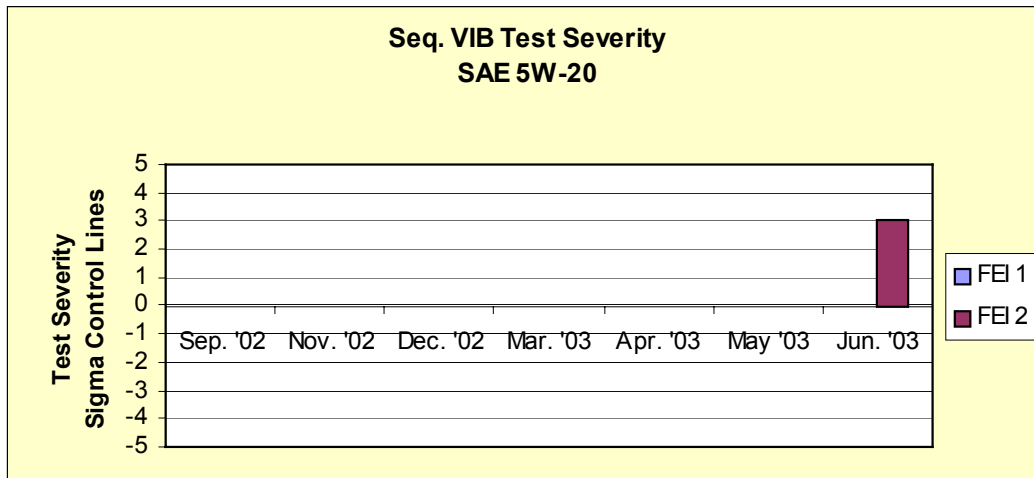 Seq. VIB Test Severity
SAE 5W-20
Test Severity
Sigma Control Lines
5
4
3
2
1
0
-1
-2
-3
-4
-5
Sep. '02 Nov. '02 Dec. '02 Mar. '03 Apr. '03 May '03 Jun. '03
FEI 1
FEI 2